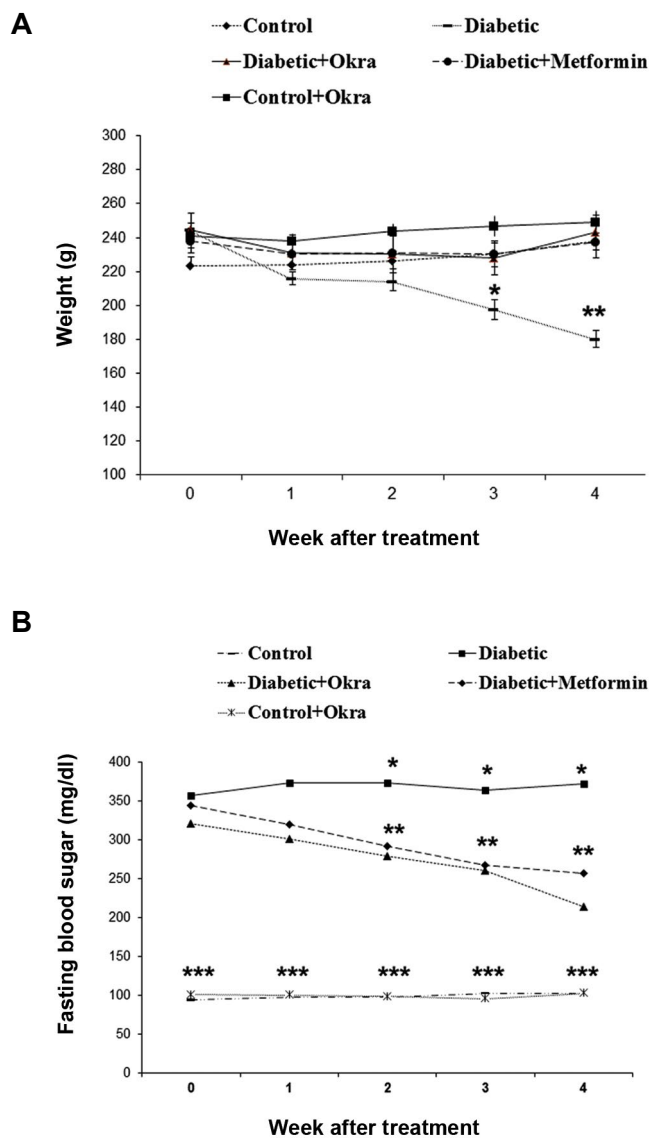 A
Control Diabetic
Diabetic+Okra Diabetic+Metformin
Control+Okra
300
280
260
240
220
200
180
160
140
120
100
Weight (g)
*
**
0 1 2 3 4
Week after treatment
B
Control Diabetic
Diabetic+Okra Diabetic+Metformin
Control+Okra
400
350
300
250
200
150
100
50
0
Fasting blood sugar (mg/dl)
* * *
** ** **
*** *** *** *** ***
0 1 2 3 4
Week after treatment